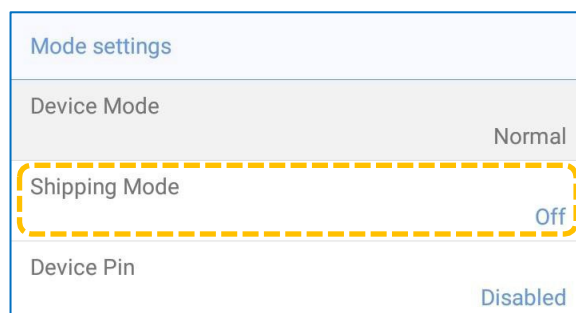 Mode settings
Device Mode
Normal
Shipping Mode
Off
Device Pin
Disabled